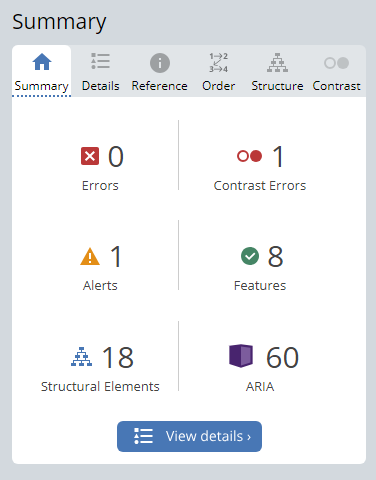 Summary
Summary Details Reference Order Structure Contrast
0 1
Errors Contrast Errors
1 8
Alerts Features
18 60
Structural Elements ARIA
View details ›